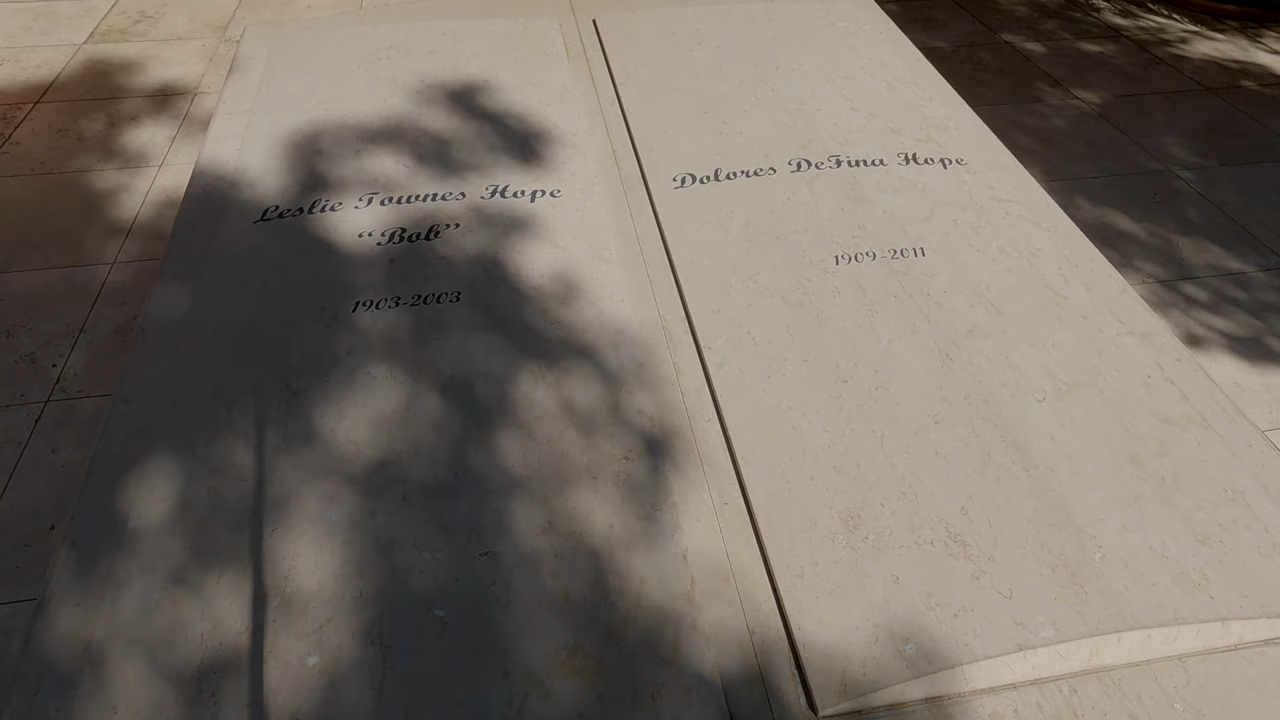 Leslie Townes Hope
“Bob”
1903-2003
Dolores DeFina Hope
1909-2011